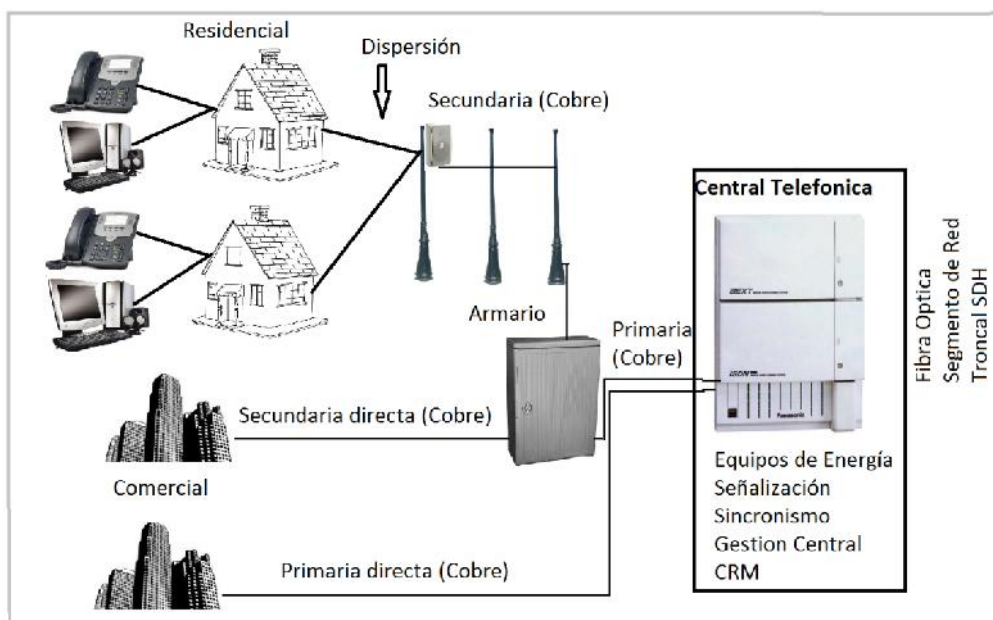 Residencial
Dispersión
Secundaria (Cobre)
Central Telefonica
Armario
Primaria
(Cobre)
Fibra Optica
Segmento de Red
Troncal SDH
Secundaria directa (Cobre)
Comercial
Primaria directa (Cobre)
Panasonic
Equipos de Energía
Señalización
Sincronismo
Gestion Central
CRM